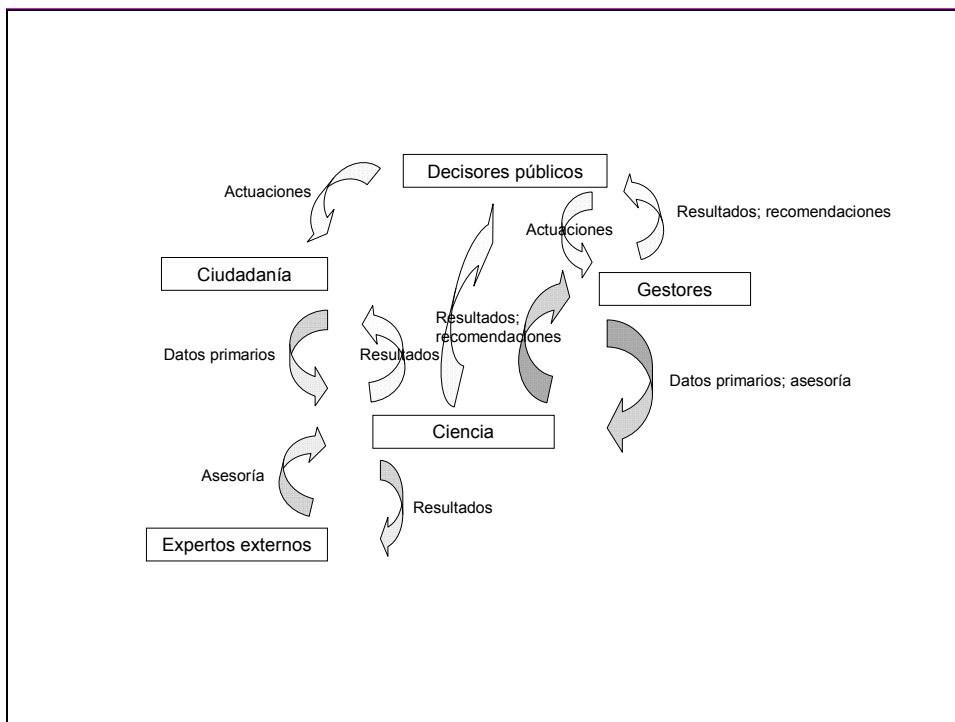 Decisores públicos
Actuaciones
Resultados; recomendaciones
Actuaciones
Ciudadanía
Gestores
Resultados;
recomendaciones
Datos primarios
Resultados
Datos primarios; asesoría
Ciencia
Asesoría
Resultados
Expertos externos